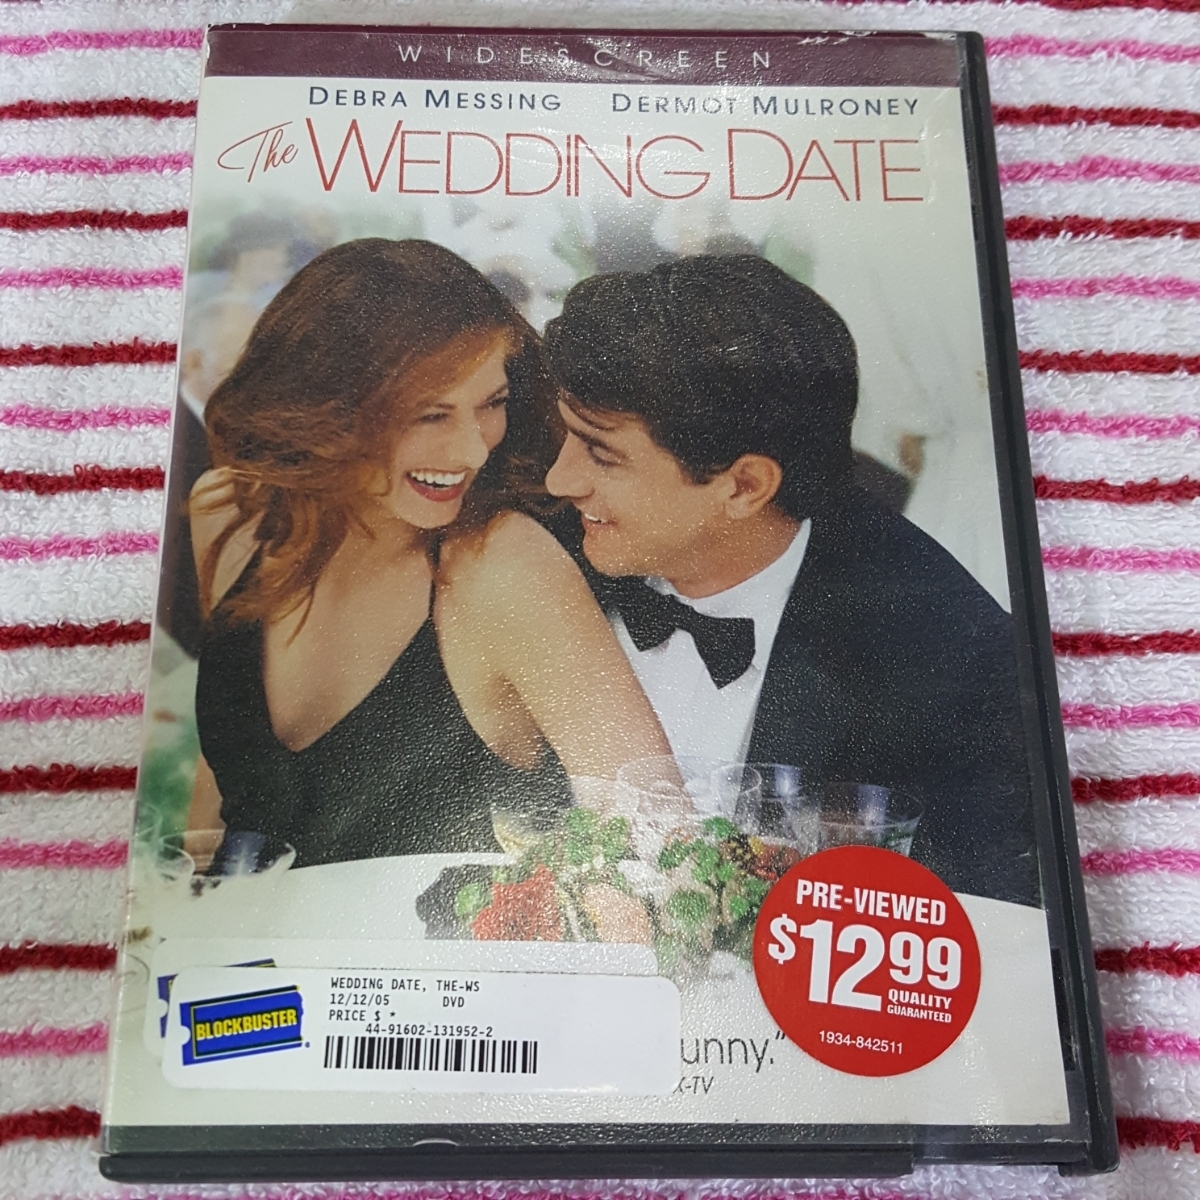 WIDESCREEN
DEBRA MESSING DERMOT MULRONEY
The WEDDING DATE
PRE-VIEWED
$12.99
QUALITY
GUARANTEED
1934-842511
WEDDING DATE, THE-WS
12/12/05 DVD
PRICE $ *
44-91602-131952-2
BLOCKBUSTER
unny."
X-TV